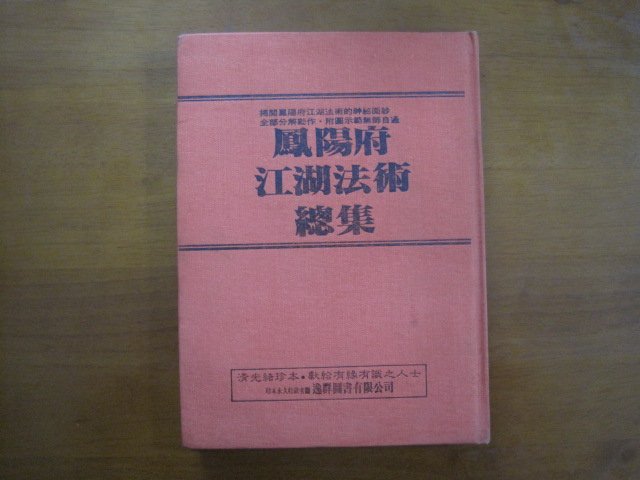 揭開鳳陽府江湖法術的神祕面紗
全部分解動作・附圖示範無師自通
鳳陽府
江湖法術
總集
清先緒珍本・獻給有緣有識之人士
逸群圖書有限公司